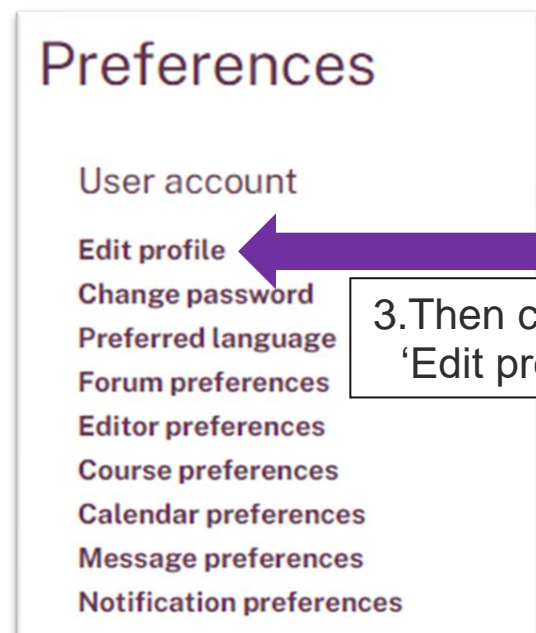 Preferences
User account
Edit profile
Change password
Preferred language
Forum preferences
Editor preferences
Course preferences
Calendar preferences
Message preferences
Notification preferences
3.Then
‘Edit